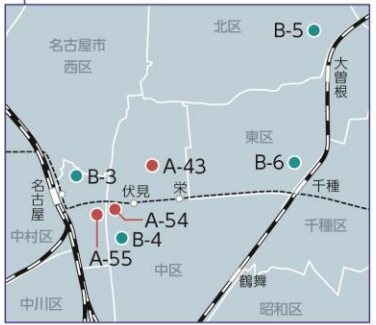 北区
B-5
名古屋市
西区
大曽根
東区
A-43
B-6
B-3
伏見
栄
千種
名古屋
A-54
中村区
B-4
千種区
A-55
中区
鶴舞
中川区
昭和区